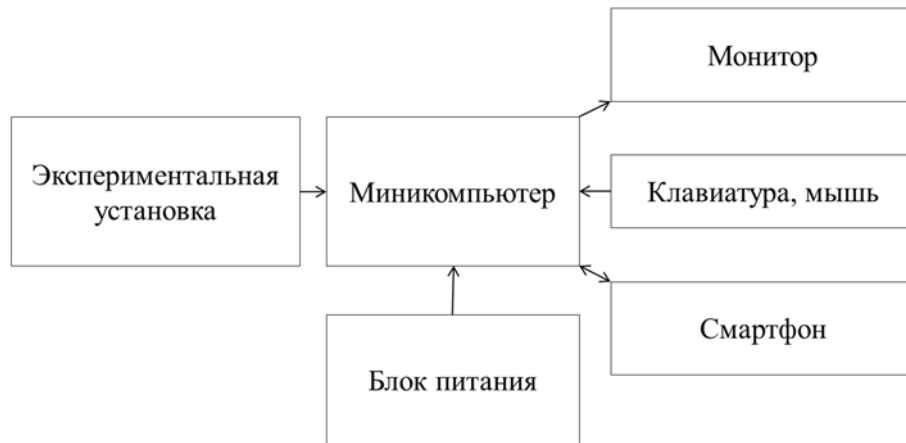 Монитор
Экспериментальная
установка
Миникомпьютер
Клавиатура, мышь
Смартфон
Блок питания